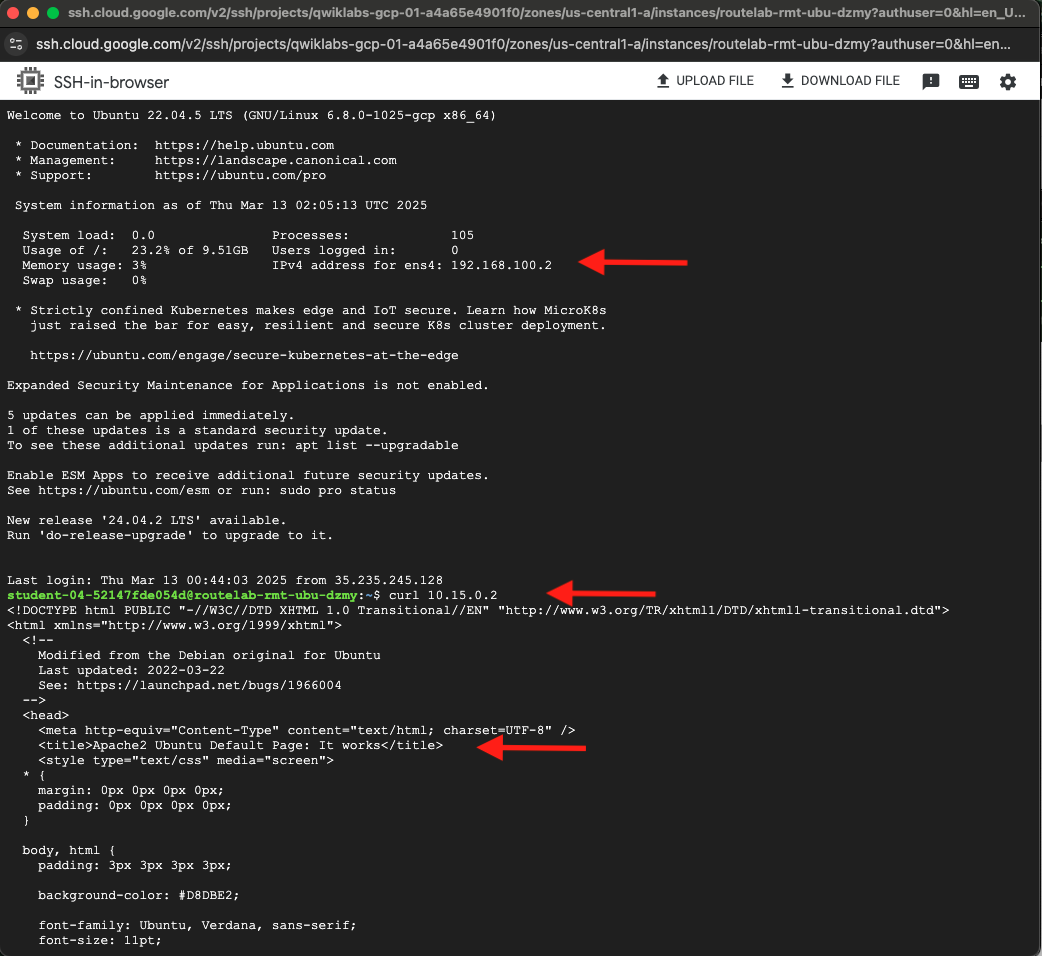 ssh.cloud.google.com/v2/ssh/projects/qwiklabs-gcp-01-a4a65e4901f0/zones/us-central1-a/instances/routelab-rmt-ubu-dzmy?authuser=0&hl=en_U...
ssh.cloud.google.com/v2/ssh/projects/qwiklabs-gcp-01-a4a65e4901f0/zones/us-central1-a/instances/routelab-rmt-ubu-dzmy?authuser=0&hl=en...
SSH-in-browser UPLOAD FILE DOWNLOAD FILE
Welcome to Ubuntu 22.04.5 LTS (GNU/Linux 6.8.0-1025-gcp x86_64)
* Documentation: https://help.ubuntu.com
* Management: https://landscape.canonical.com
* Support: https://ubuntu.com/pro
System information as of Thu Mar 13 02:05:13 UTC 2025
System load: 0.0 Processes: 105
Usage of /: 23.2% of 9.51GB Users logged in: 0
Memory usage: 3% IPv4 address for ens4: 192.168.100.2
Swap usage: 0%
* Strictly confined Kubernetes makes edge and IoT secure. Learn how MicroK8s
just raised the bar for easy, resilient and secure K8s cluster deployment.
https://ubuntu.com/engage/secure-kubernetes-at-the-edge
Expanded Security Maintenance for Applications is not enabled.
5 updates can be applied immediately.
1 of these updates is a standard security update.
To see these additional updates run: apt list --upgradable
Enable ESM Apps to receive additional future security updates.
See https://ubuntu.com/esm or run: sudo pro status
New release '24.04.2 LTS' available.
Run 'do-release-upgrade' to upgrade to it.
Last login: Thu Mar 13 00:44:03 2025 from 35.235.245.128
student-04-52147fde054d@routelab-rmt-ubu-dzmy:~$ curl 10.15.0.2
<!DOCTYPE html PUBLIC "-//W3C//DTD XHTML 1.0 Transitional//EN" "http://www.w3.org/TR/xhtml1/DTD/xhtml1-transitional.dtd">
<html xmlns="http://www.w3.org/1999/xhtml">
<!--
Modified from the Debian original for Ubuntu
Last updated: 2022-03-22
See: https://launchpad.net/bugs/1966004
-->
<head>
<meta http-equiv="Content-Type" content="text/html; charset=UTF-8" />
<title>Apache2 Ubuntu Default Page: It works</title>
<style type="text/css" media="screen">
* {
margin: 0px 0px 0px 0px;
padding: 0px 0px 0px 0px;
}
body, html {
padding: 3px 3px 3px 3px;
background-color: #D8DBE2;
font-family: Ubuntu, Verdana, sans-serif;
font-size: 11pt;